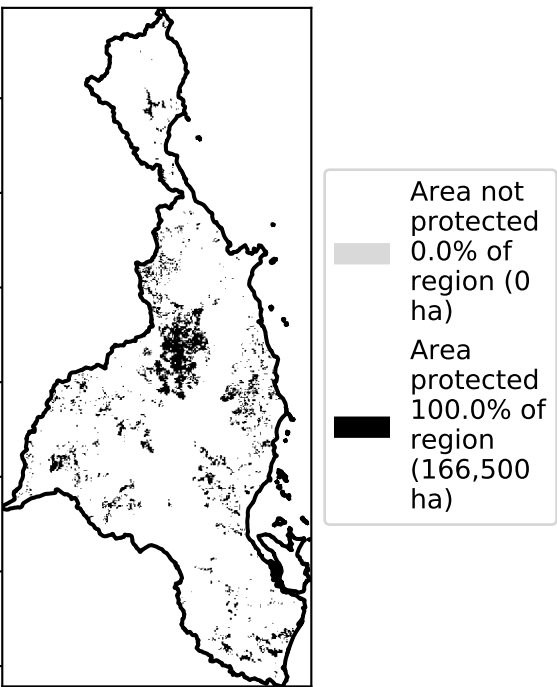 Area not
protected
0.0% of
region (0
ha)
Area
protected
100.0% of
region
(166,500
ha)